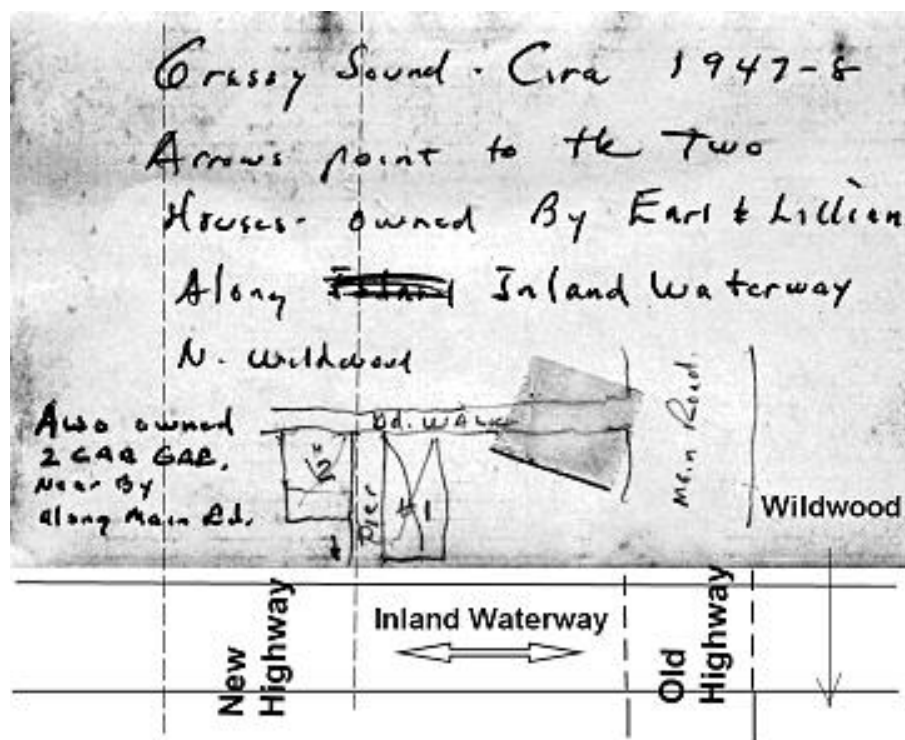 Grassy Sound. Cira 1947-8
Arrows point to the Two
Houses- owned By Earl & Lillian
Along Inland Waterway
N. Wildwood
Also owned
2 CAR GAR.
Near By
along Main Rd.
Bd. WALK
#2
Pier
#1
Main Road.
Wildwood
New Highway
Inland Waterway
Old Highway